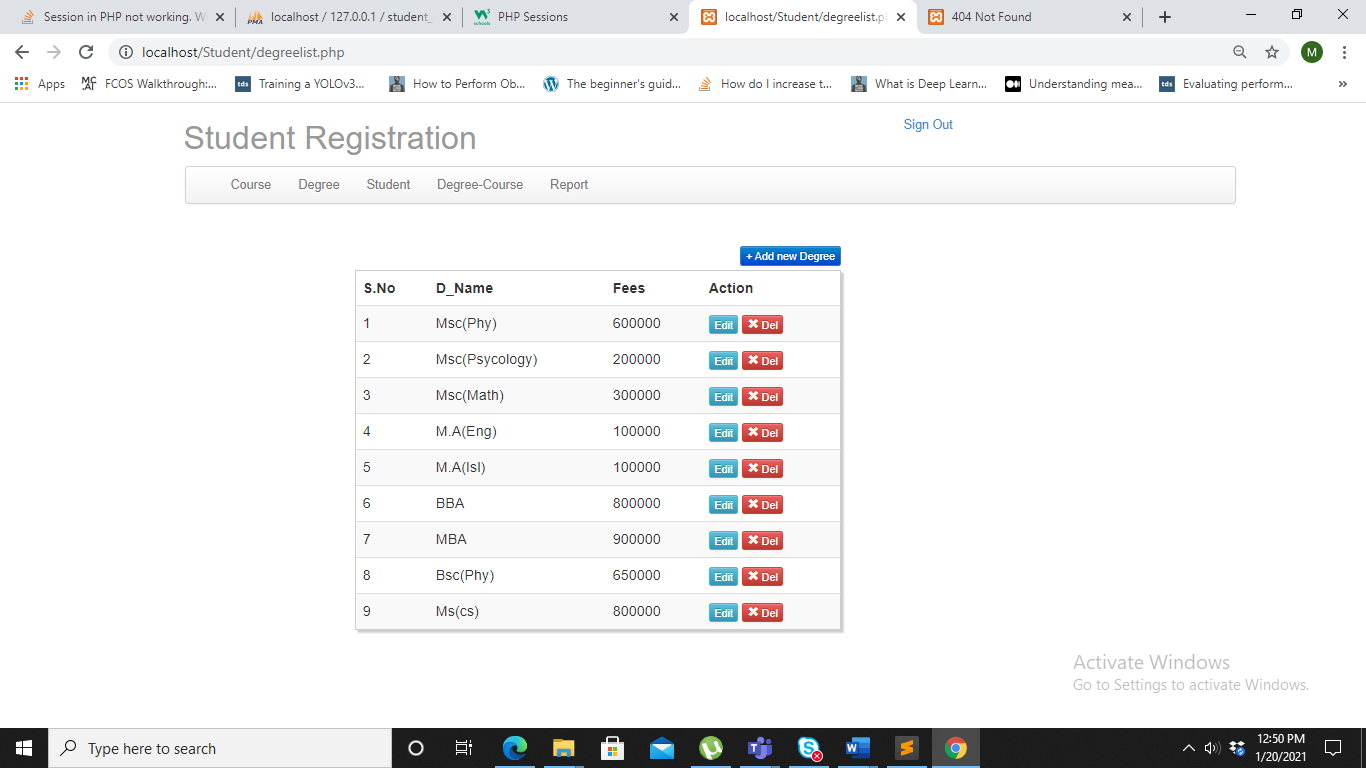 Session in PHP not working. W
localhost / 127.0.0.1 / student_
PHP Sessions
localhost/Student/degreelist.p
404 Not Found
localhost/Student/degreelist.php
M
Apps
FCOS Walkthrough:...
tds Training a YOLOv3...
How to Perform Ob...
The beginner's guid...
How do I increase t...
What is Deep Learn...
Understanding mea...
tds Evaluating perform...
Student Registration
Sign Out
Course Degree Student Degree-Course Report
+ Add new Degree
S.No D_Name Fees Action
1 Msc(Phy) 600000 Edit Del
2 Msc(Psycology) 200000 Edit Del
3 Msc(Math) 300000 Edit Del
4 M.A(Eng) 100000 Edit Del
5 M.A(Isl) 100000 Edit Del
6 BBA 800000 Edit Del
7 MBA 900000 Edit Del
8 Bsc(Phy) 650000 Edit Del
9 Ms(cs) 800000 Edit Del
Activate Windows
Go to Settings to activate Windows.
Type here to search
12:50 PM
1/20/2021